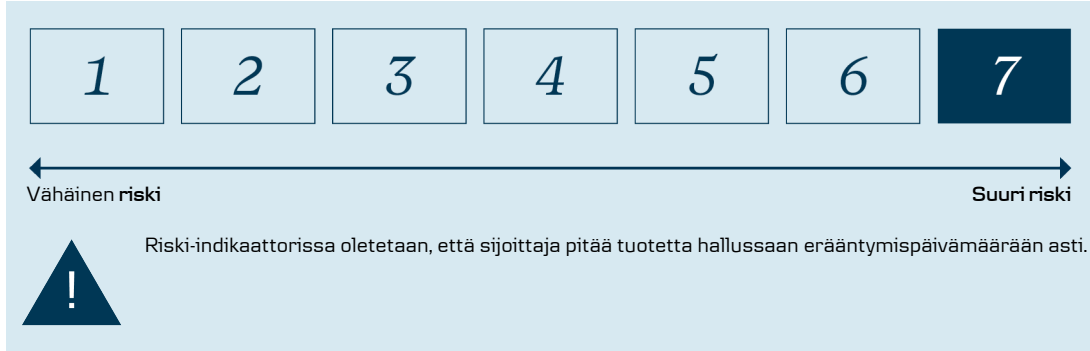 1 2 3 4 5 6 7
Vähäinen riski Suuri riski
Riski-indikaattorissa oletetaan, että sijoittaja pitää tuotetta hallussaan erääntymispäivämäärään asti.
!